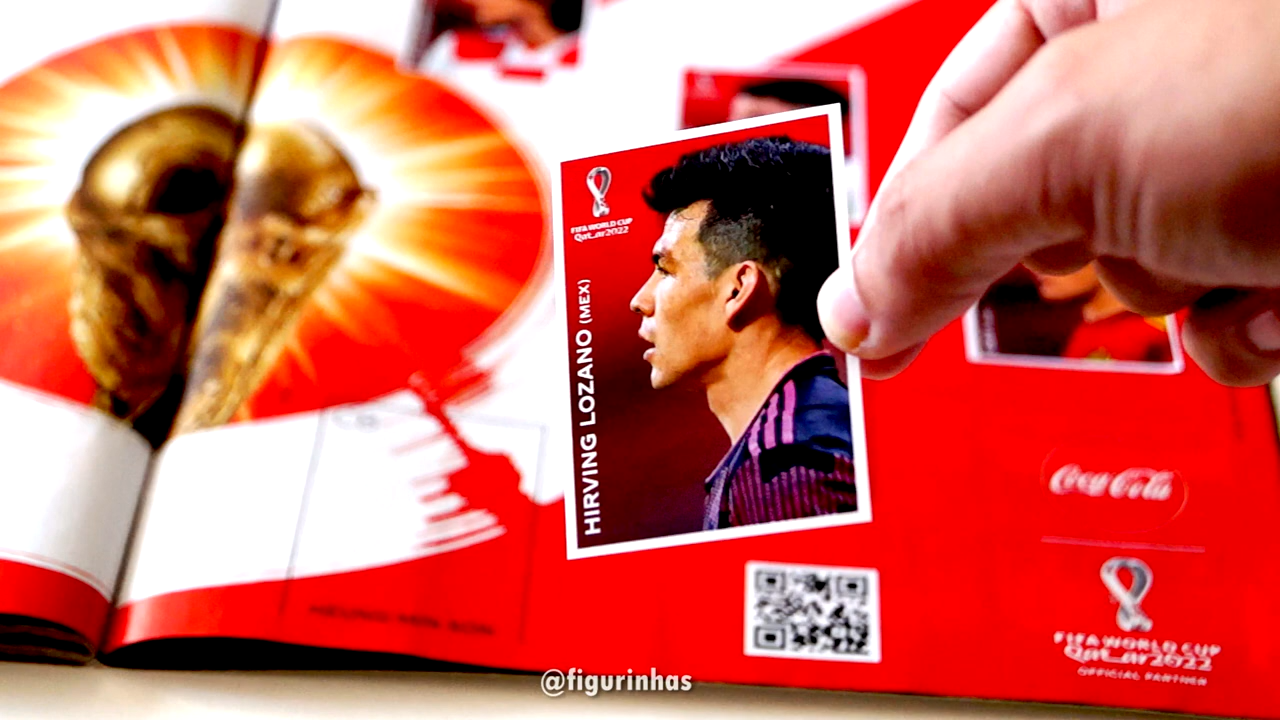 FIFA WORLD CUP
Qatar2022
HIRVING LOZANO (MEX)
Coca-Cola
FIFA WORLD CUP
Qatar2022
OFFICIAL PARTNER
@figurinhas